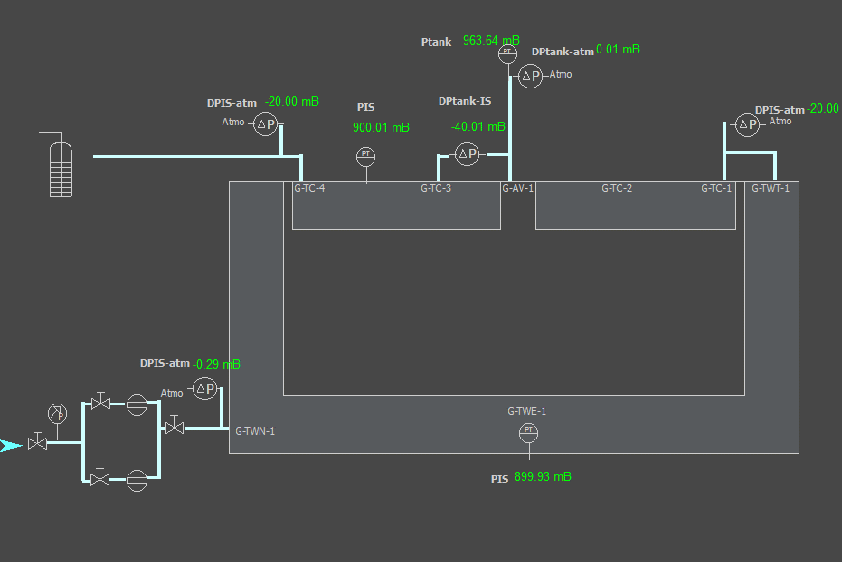 Ptank 963.64 mB
PT
DPtank-atm 0.01 mB
ΔP Atmo
DPIS-atm -20.00 mB
Atmo ΔP
PIS
900.01 mB
PT
DPtank-IS
-40.01 mB
ΔP
DPIS-atm -20.00
ΔP Atmo
G-TC-4
G-TC-3
G-AV-1
G-TC-2
G-TC-1
G-TWT-1
DPIS-atm -0.29 mB
Atmo ΔP
P
G-TWN-1
G-TWE-1
PT
PIS 899.93 mB